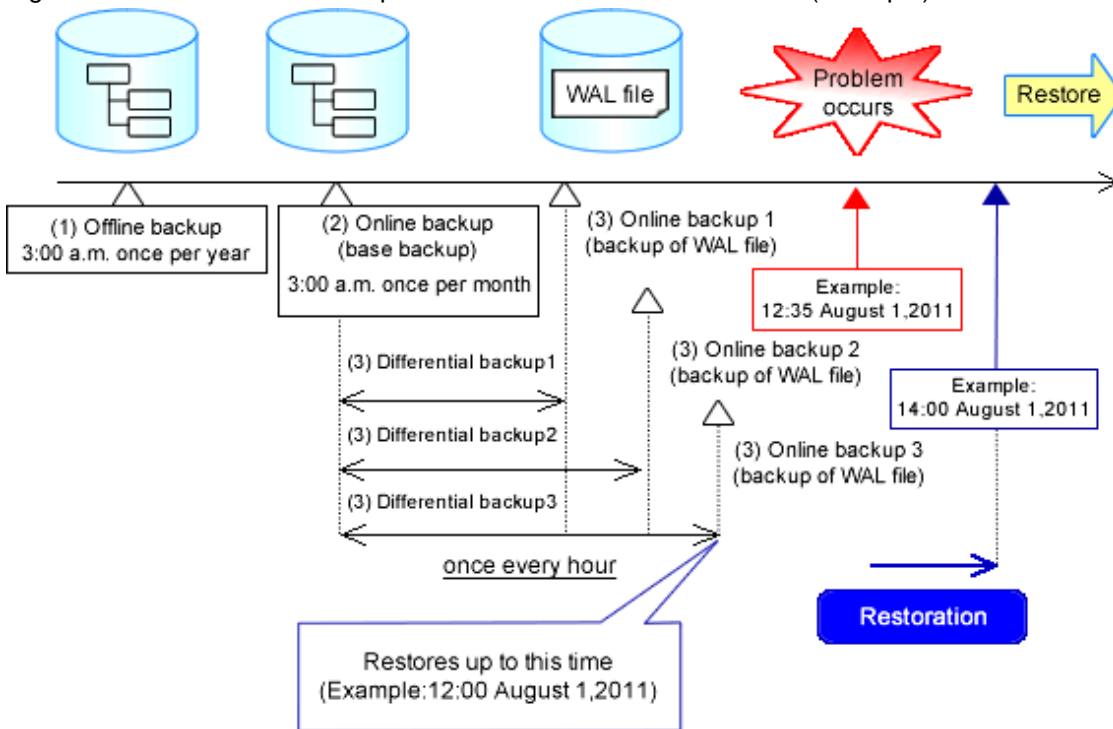 WAL file
Problem
occurs
Restore
(1) Offline backup
3:00 a.m. once per year
(2) Online backup
(base backup)
3:00 a.m. once per month
(3) Online backup 1
(backup of WAL file)
Example:
12:35 August 1,2011
(3) Online backup 2
(backup of WAL file)
(3) Differential backup1
Example:
14:00 August 1,2011
(3) Differential backup2
(3) Online backup 3
(backup of WAL file)
(3) Differential backup3
once every hour
Restoration
Restores up to this time
(Example:12:00 August 1,2011)